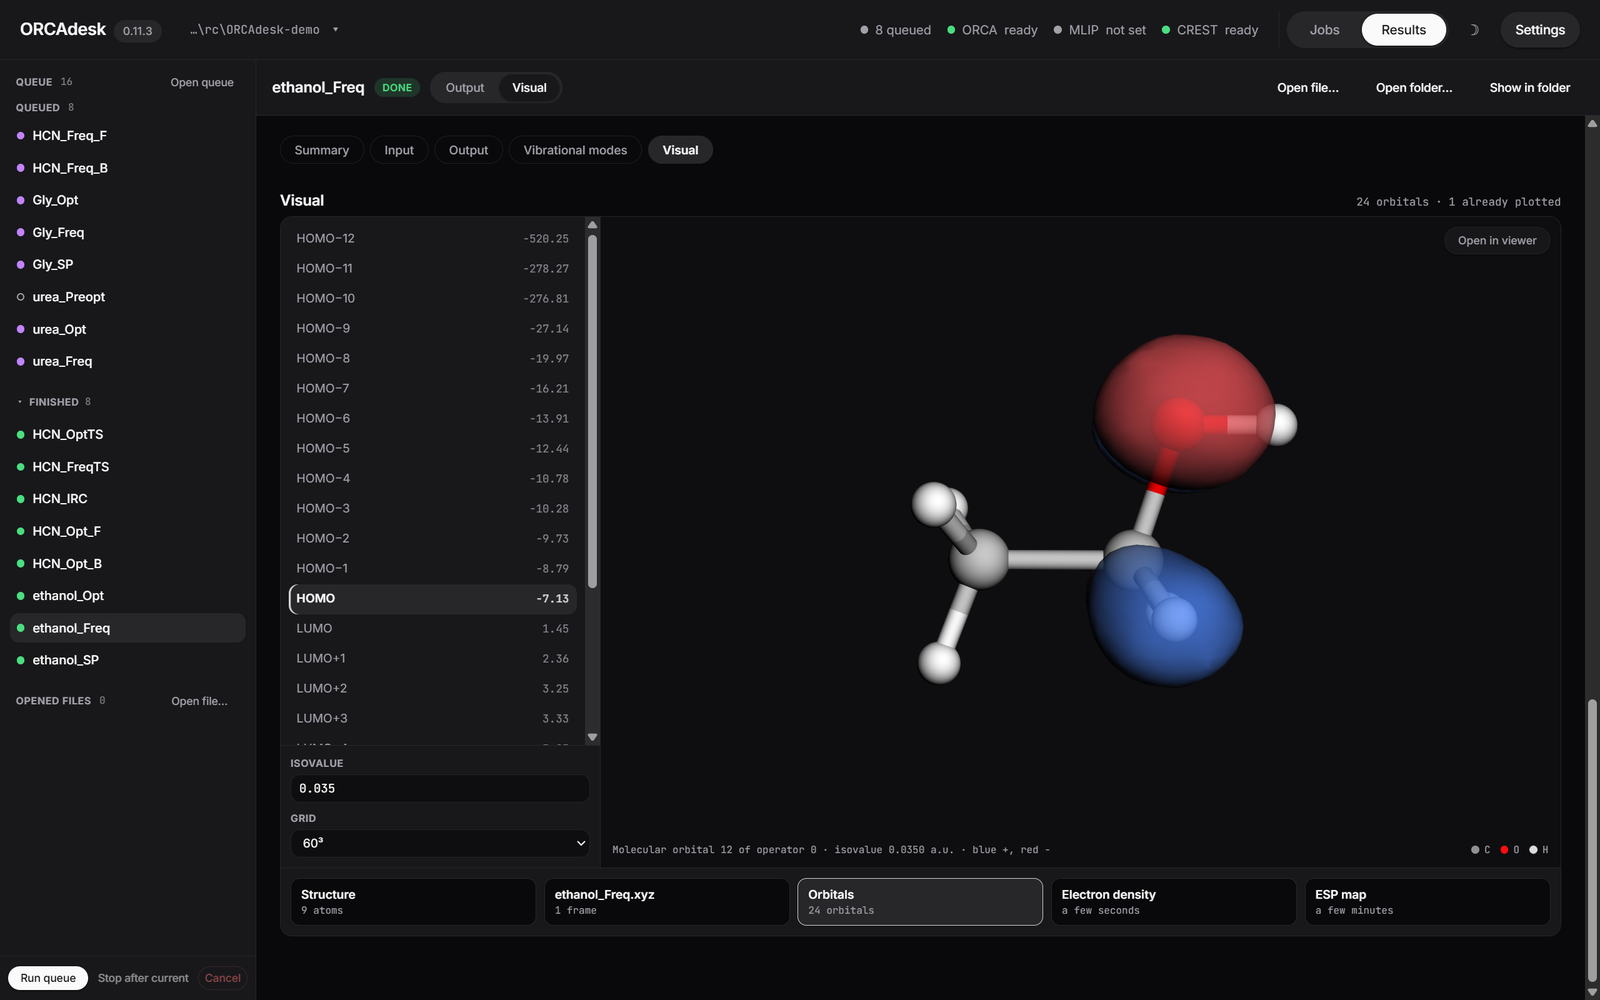 ORCAdesk 0.11.3 …\rc\ORCAdesk-demo 8 queued ORCA ready MLIP not set CREST ready Jobs Results Settings
QUEUE 16 Open queue
QUEUED 8
HCN_Freq_F
HCN_Freq_B
Gly_Opt
Gly_Freq
Gly_SP
urea_Preopt
urea_Opt
urea_Freq
FINISHED 8
HCN_OptTS
HCN_FreqTS
HCN_IRC
HCN_Opt_F
HCN_Opt_B
ethanol_Opt
ethanol_Freq
ethanol_SP
OPENED FILES 0 Open file...
Run queue Stop after current Cancel
ethanol_Freq DONE Output Visual Open file... Open folder... Show in folder
Summary Input Output Vibrational modes Visual
Visual 24 orbitals · 1 already plotted
HOMO−12 -520.25
HOMO−11 -278.27
HOMO−10 -276.81
HOMO−9 -27.14
HOMO−8 -19.97
HOMO−7 -16.21
HOMO−6 -13.91
HOMO−5 -12.44
HOMO−4 -10.78
HOMO−3 -10.28
HOMO−2 -9.73
HOMO−1 -8.79
HOMO -7.13
LUMO 1.45
LUMO+1 2.36
LUMO+2 3.25
LUMO+3 3.33
ISOVALUE
0.035
GRID
60³
Open in viewer
Molecular orbital 12 of operator 0 · isovalue 0.0350 a.u. · blue +, red -
C O H
Structure
9 atoms
ethanol_Freq.xyz
1 frame
Orbitals
24 orbitals
Electron density
a few seconds
ESP map
a few minutes